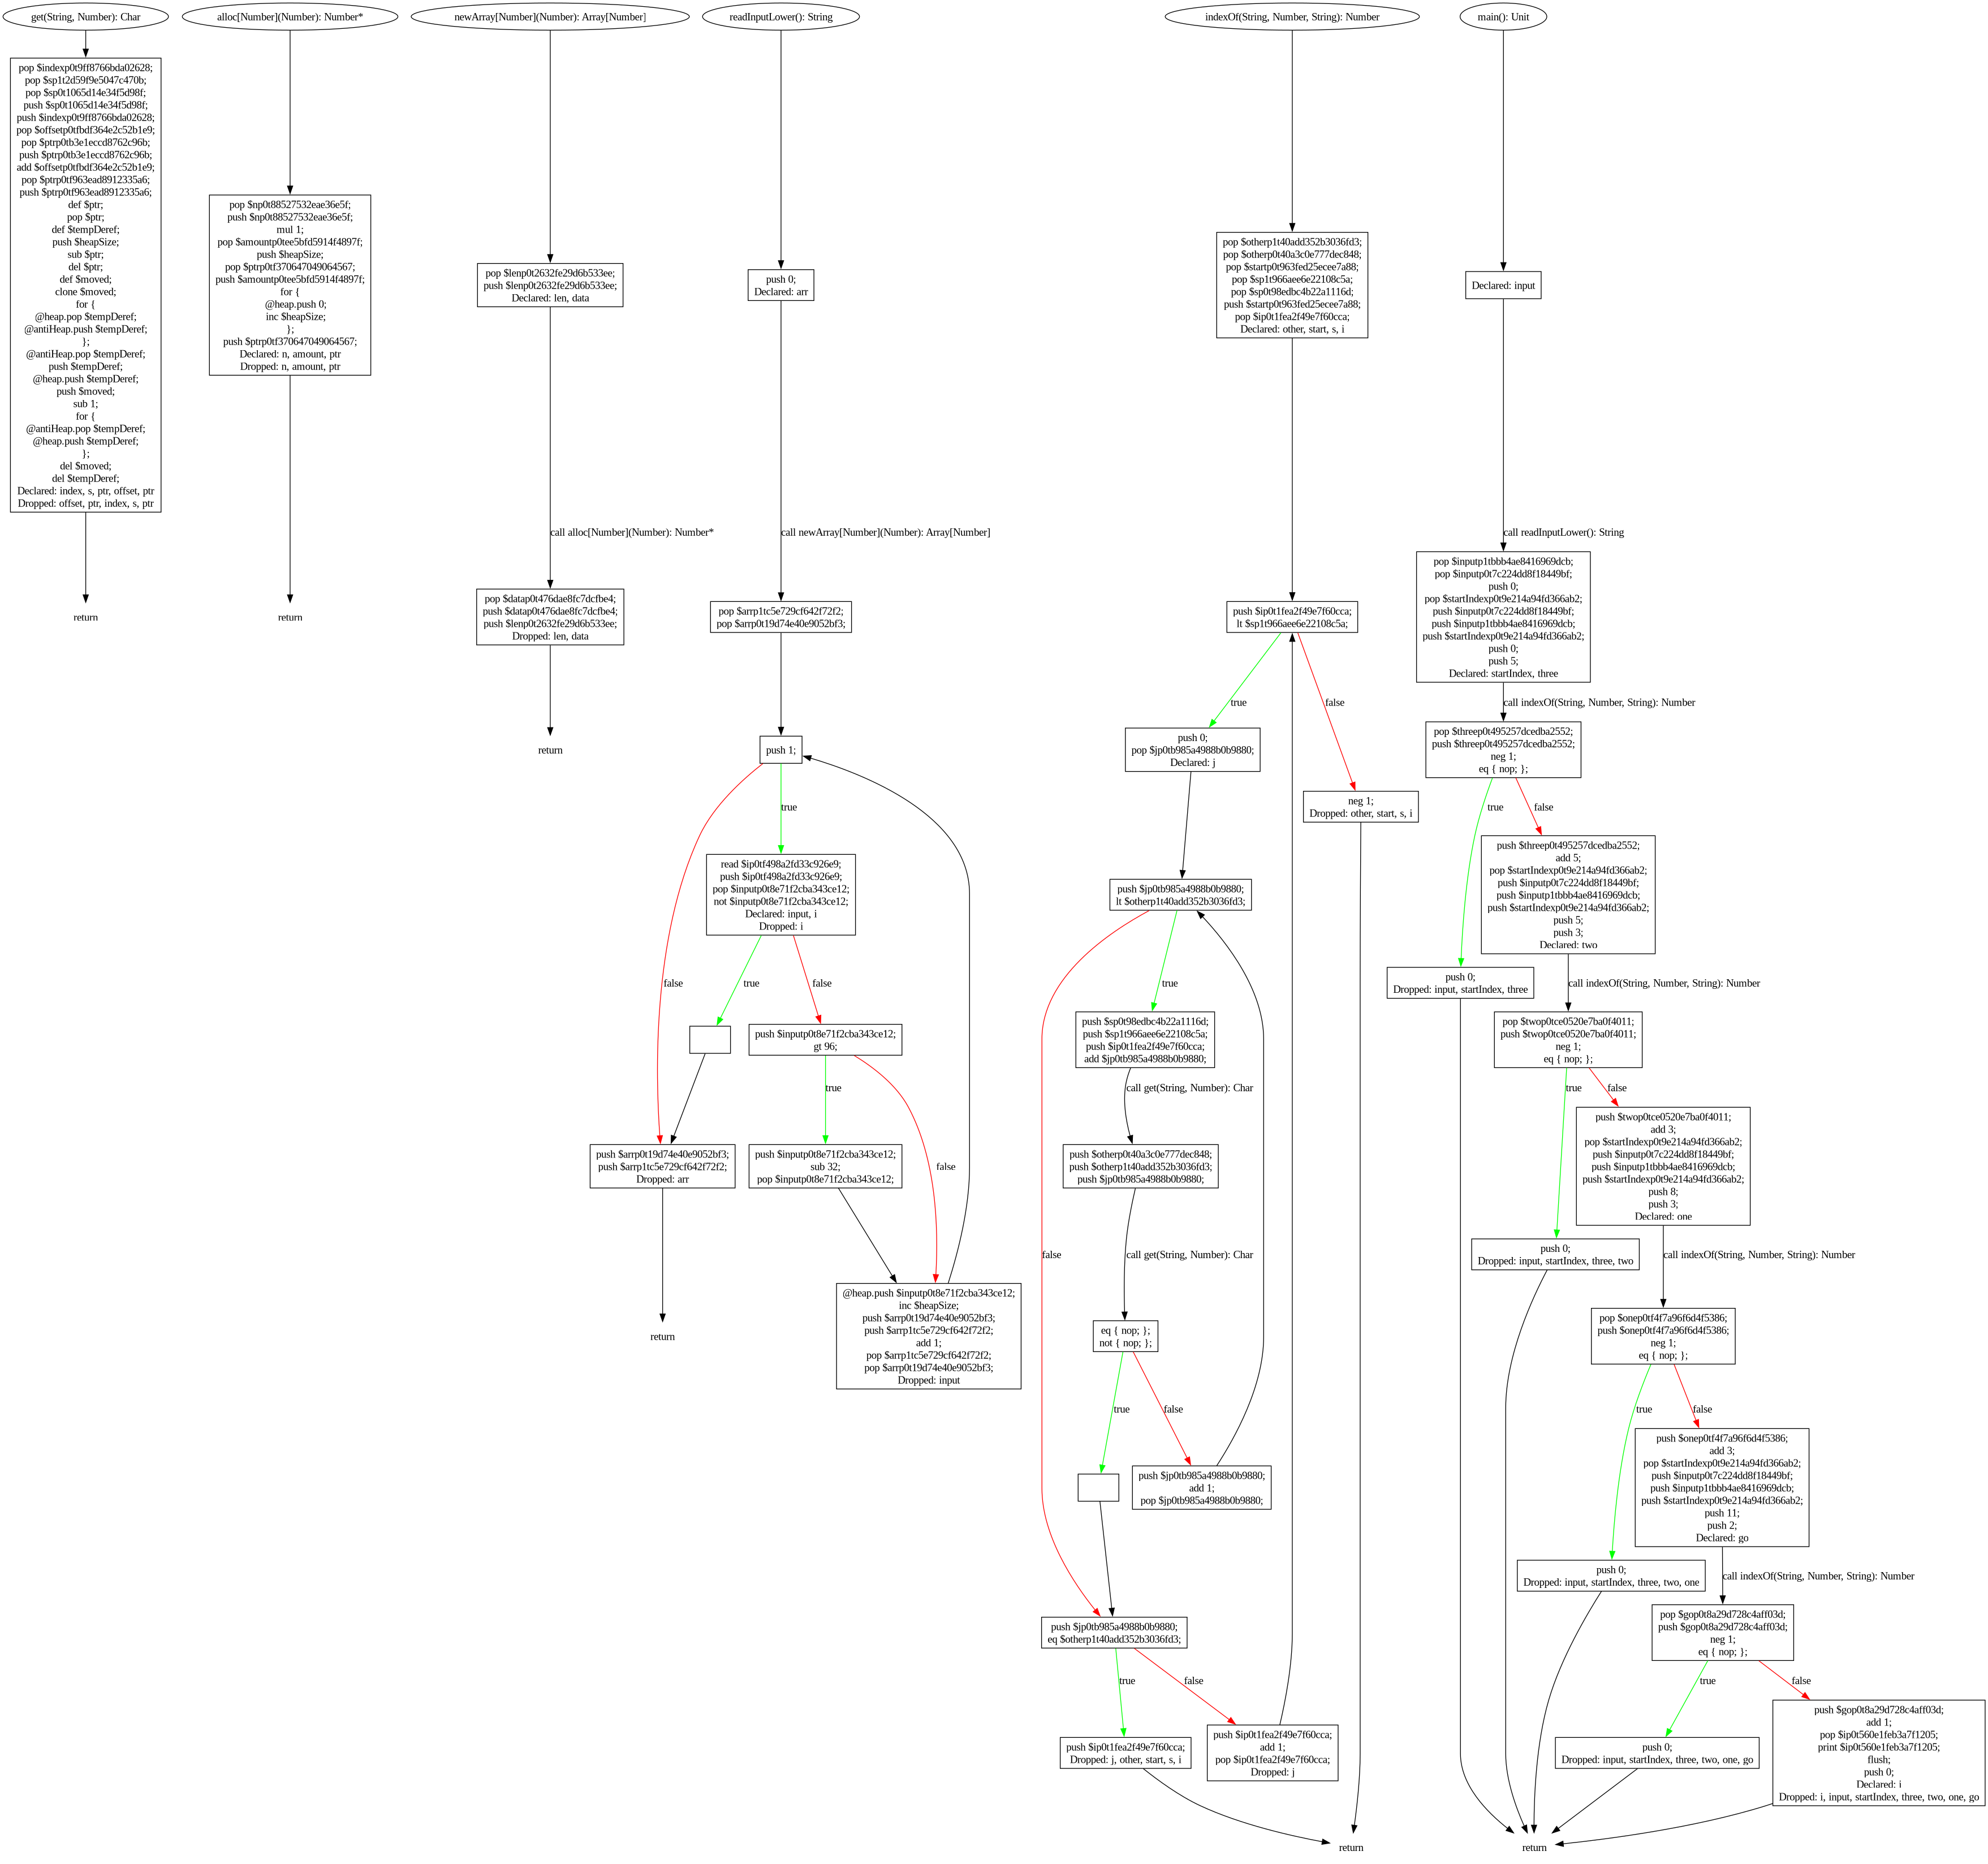 get(String, Number): Char
pop $indexp0t9ff8766bda02628;
pop $sp1t2d59f9e5047c470b;
pop $sp0t1065d14e34f5d98f;
push $sp0t1065d14e34f5d98f;
push $indexp0t9ff8766bda02628;
pop $offsetp0tfbdf364e2c52b1e9;
pop $ptrp0tb3e1eccd8762c96b;
push $ptrp0tb3e1eccd8762c96b;
add $offsetp0tfbdf364e2c52b1e9;
pop $ptrp0tf963ead8912335a6;
push $ptrp0tf963ead8912335a6;
def $ptr;
pop $ptr;
def $tempDeref;
push $heapSize;
sub $ptr;
del $ptr;
def $moved;
clone $moved;
for {
@heap.pop $tempDeref;
@antiHeap.push $tempDeref;
};
@antiHeap.pop $tempDeref;
push $tempDeref;
@heap.push $tempDeref;
push $moved;
sub 1;
for {
@antiHeap.pop $tempDeref;
@heap.push $tempDeref;
};
del $moved;
del $tempDeref;
Declared: index, s, ptr, offset, ptr
Dropped: offset, ptr, index, s, ptr
return
alloc[Number](Number): Number*
pop $np0t88527532eae36e5f;
push $np0t88527532eae36e5f;
mul 1;
pop $amountp0tee5bfd5914f4897f;
push $heapSize;
pop $ptrp0tf370647049064567;
push $amountp0tee5bfd5914f4897f;
for {
@heap.push 0;
inc $heapSize;
};
push $ptrp0tf370647049064567;
Declared: n, amount, ptr
Dropped: n, amount, ptr
return
newArray[Number](Number): Array[Number]
pop $lenp0t2632fe29d6b533ee;
push $lenp0t2632fe29d6b533ee;
Declared: len, data
call alloc[Number](Number): Number*
pop $datap0t476dae8fc7dcfbe4;
push $datap0t476dae8fc7dcfbe4;
push $lenp0t2632fe29d6b533ee;
Dropped: len, data
return
readInputLower(): String
push 0;
Declared: arr
call newArray[Number](Number): Array[Number]
pop $arrp1tc5e729cf642f72f2;
pop $arrp0t19d74e40e9052bf3;
push 1;
true
false
read $ip0tf498a2fd33c926e9;
push $ip0tf498a2fd33c926e9;
pop $inputp0t8e71f2cba343ce12;
not $inputp0t8e71f2cba343ce12;
Declared: input, i
Dropped: i
true
false
push $inputp0t8e71f2cba343ce12;
gt 96;
true
false
push $arrp0t19d74e40e9052bf3;
push $arrp1tc5e729cf642f72f2;
Dropped: arr
push $inputp0t8e71f2cba343ce12;
sub 32;
pop $inputp0t8e71f2cba343ce12;
@heap.push $inputp0t8e71f2cba343ce12;
inc $heapSize;
push $arrp0t19d74e40e9052bf3;
push $arrp1tc5e729cf642f72f2;
add 1;
pop $arrp1tc5e729cf642f72f2;
pop $arrp0t19d74e40e9052bf3;
Dropped: input
return
indexOf(String, Number, String): Number
pop $otherp1t40add352b3036fd3;
pop $otherp0t40a3c0e777dec848;
pop $startp0t963fed25ecee7a88;
pop $sp1t966aee6e22108c5a;
pop $sp0t98edbc4b22a1116d;
push $startp0t963fed25ecee7a88;
pop $ip0t1fea2f49e7f60cca;
Declared: other, start, s, i
push $ip0t1fea2f49e7f60cca;
lt $sp1t966aee6e22108c5a;
true
false
push 0;
pop $jp0tb985a4988b0b9880;
Declared: j
neg 1;
Dropped: other, start, s, i
push $jp0tb985a4988b0b9880;
lt $otherp1t40add352b3036fd3;
true
false
push $sp0t98edbc4b22a1116d;
push $sp1t966aee6e22108c5a;
push $ip0t1fea2f49e7f60cca;
add $jp0tb985a4988b0b9880;
call get(String, Number): Char
push $otherp0t40a3c0e777dec848;
push $otherp1t40add352b3036fd3;
push $jp0tb985a4988b0b9880;
call get(String, Number): Char
eq { nop; };
not { nop; };
true
false
push $jp0tb985a4988b0b9880;
add 1;
pop $jp0tb985a4988b0b9880;
push $jp0tb985a4988b0b9880;
eq $otherp1t40add352b3036fd3;
true
false
push $ip0t1fea2f49e7f60cca;
Dropped: j, other, start, s, i
push $ip0t1fea2f49e7f60cca;
add 1;
pop $ip0t1fea2f49e7f60cca;
Dropped: j
return
main(): Unit
Declared: input
call readInputLower(): String
pop $inputp1tbbb4ae8416969dcb;
pop $inputp0t7c224dd8f18449bf;
push 0;
pop $startIndexp0t9e214a94fd366ab2;
push $inputp0t7c224dd8f18449bf;
push $inputp1tbbb4ae8416969dcb;
push $startIndexp0t9e214a94fd366ab2;
push 0;
push 5;
Declared: startIndex, three
call indexOf(String, Number, String): Number
pop $threep0t495257dcedba2552;
push $threep0t495257dcedba2552;
neg 1;
eq { nop; };
true
false
push $threep0t495257dcedba2552;
add 5;
pop $startIndexp0t9e214a94fd366ab2;
push $inputp0t7c224dd8f18449bf;
push $inputp1tbbb4ae8416969dcb;
push $startIndexp0t9e214a94fd366ab2;
push 5;
push 3;
Declared: two
push 0;
Dropped: input, startIndex, three
call indexOf(String, Number, String): Number
pop $twop0tce0520e7ba0f4011;
push $twop0tce0520e7ba0f4011;
neg 1;
eq { nop; };
true
false
push $twop0tce0520e7ba0f4011;
add 3;
pop $startIndexp0t9e214a94fd366ab2;
push $inputp0t7c224dd8f18449bf;
push $inputp1tbbb4ae8416969dcb;
push $startIndexp0t9e214a94fd366ab2;
push 8;
push 3;
Declared: one
push 0;
Dropped: input, startIndex, three, two
call indexOf(String, Number, String): Number
pop $onep0tf4f7a96f6d4f5386;
push $onep0tf4f7a96f6d4f5386;
neg 1;
eq { nop; };
true
false
push $onep0tf4f7a96f6d4f5386;
add 3;
pop $startIndexp0t9e214a94fd366ab2;
push $inputp0t7c224dd8f18449bf;
push $inputp1tbbb4ae8416969dcb;
push $startIndexp0t9e214a94fd366ab2;
push 11;
push 2;
Declared: go
push 0;
Dropped: input, startIndex, three, two, one
call indexOf(String, Number, String): Number
pop $gop0t8a29d728c4aff03d;
push $gop0t8a29d728c4aff03d;
neg 1;
eq { nop; };
true
false
push 0;
Dropped: input, startIndex, three, two, one, go
push $gop0t8a29d728c4aff03d;
add 1;
pop $ip0t560e1feb3a7f1205;
print $ip0t560e1feb3a7f1205;
flush;
push 0;
Declared: i
Dropped: i, input, startIndex, three, two, one, go
return